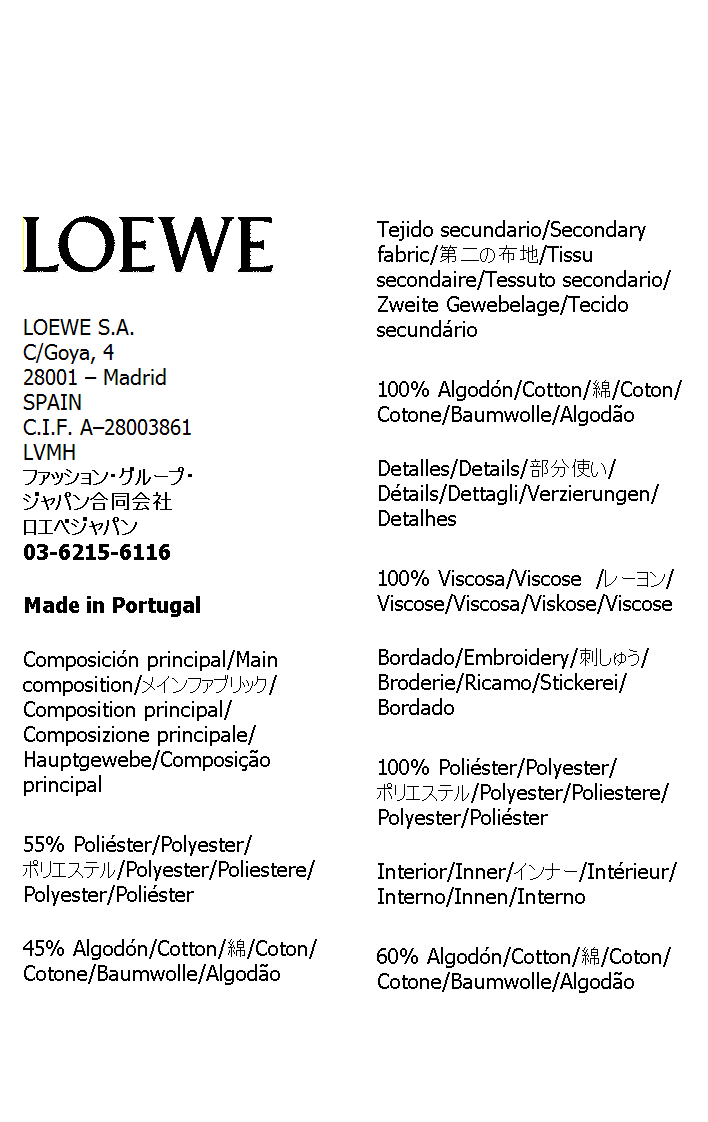 LOEWE
LOEWE S.A.
C/Goya, 4
28001 – Madrid
SPAIN
C.I.F. A–28003861
LVMH
ファッション・グループ・
ジャパン合同会社
ロエベジャパン
03-6215-6116
Made in Portugal
Composición principal/Main
composition/メインファブリック/
Composition principal/
Composizione principale/
Hauptgewebe/Composição
principal
55% Poliéster/Polyester/
ポリエステル/Polyester/Poliestere/
Polyester/Poliéster
45% Algodón/Cotton/綿/Coton/
Cotone/Baumwolle/Algodão
Tejido secundario/Secondary
fabric/第二の布地/Tissu
secondaire/Tessuto secondario/
Zweite Gewebelage/Tecido
secundário
100% Algodón/Cotton/綿/Coton/
Cotone/Baumwolle/Algodão
Detalles/Details/部分使い/
Détails/Dettagli/Verzierungen/
Detalhes
100% Viscosa/Viscose /レーヨン/
Viscose/Viscosa/Viskose/Viscose
Bordado/Embroidery/刺しゅう/
Broderie/Ricamo/Stickerei/
Bordado
100% Poliéster/Polyester/
ポリエステル/Polyester/Poliestere/
Polyester/Poliéster
Interior/Inner/インナー/Intérieur/
Interno/Innen/Interno
60% Algodón/Cotton/綿/Coton/
Cotone/Baumwolle/Algodão